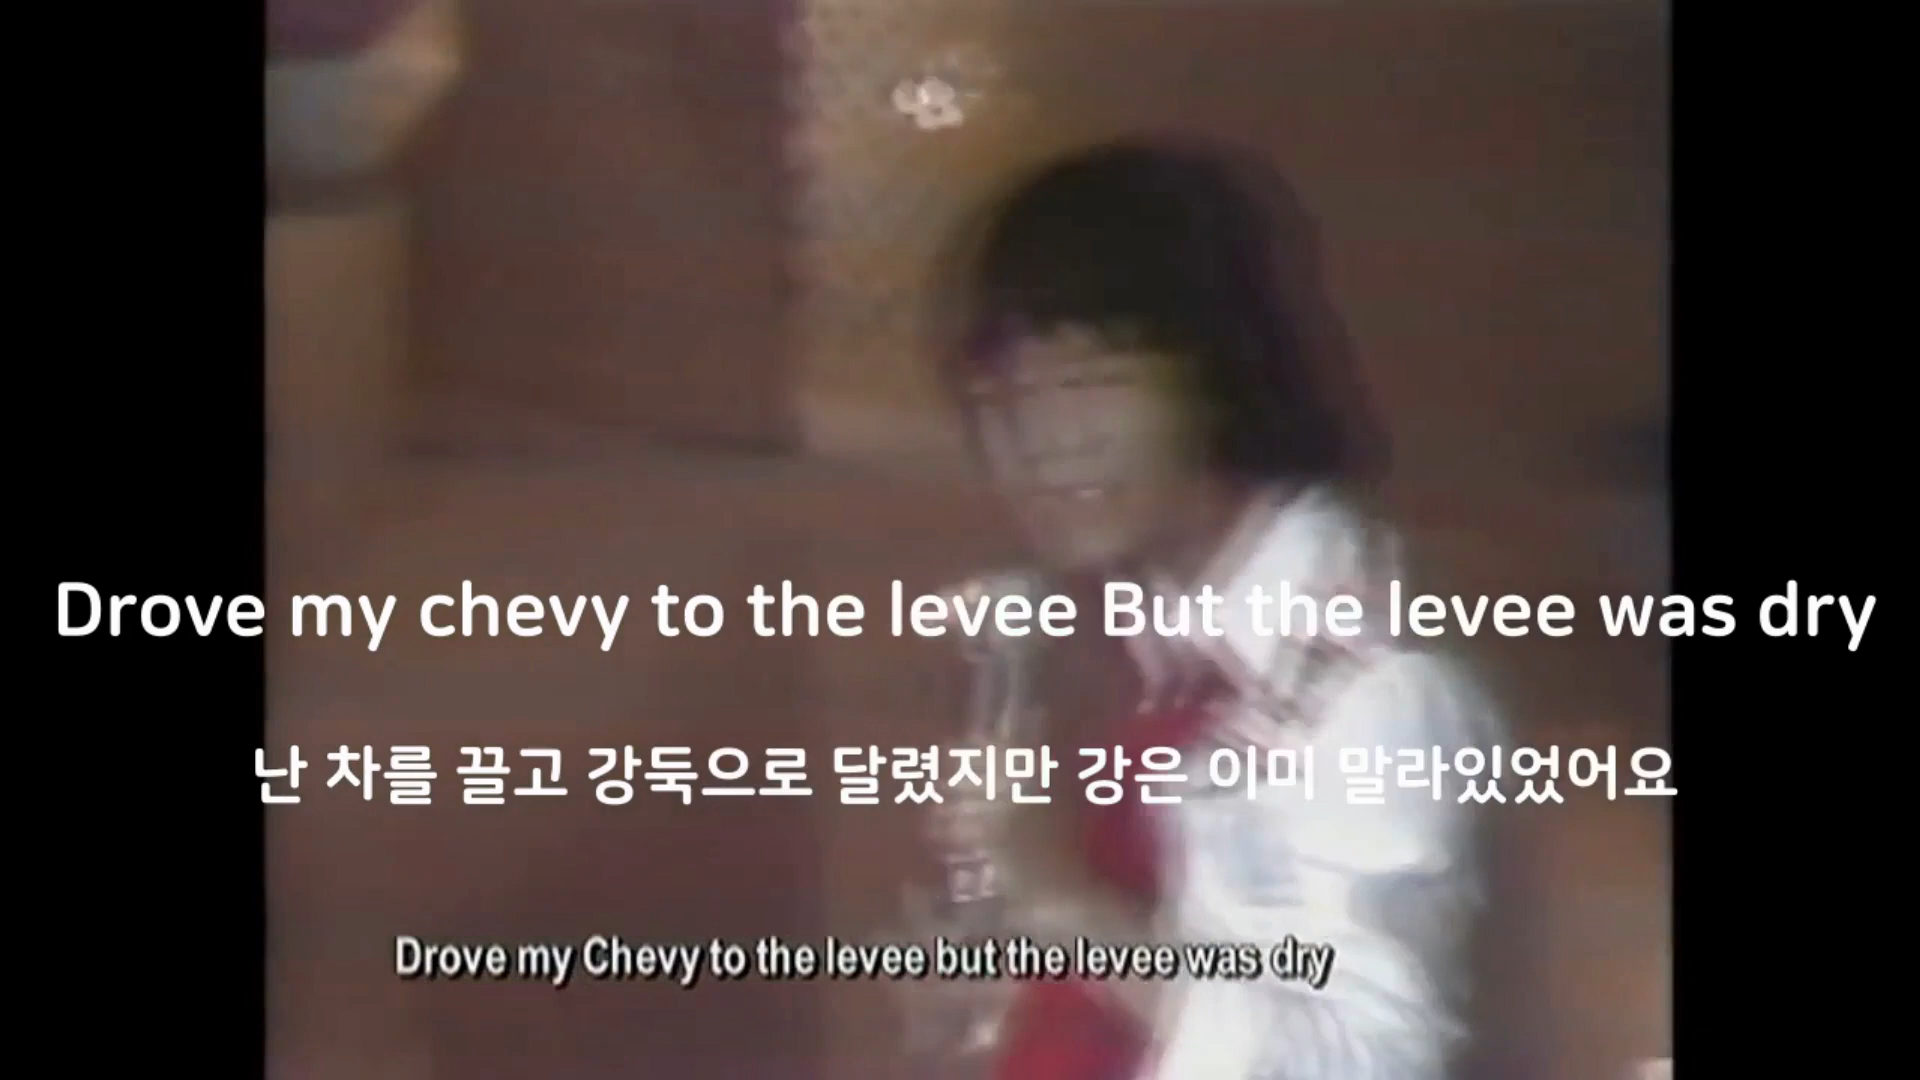 Drove my chevy to the levee But the levee was dry
난 차를 끌고 강둑으로 달렸지만 강은 이미 말라있었어요
Drove my Chevy to the levee but the levee was dry